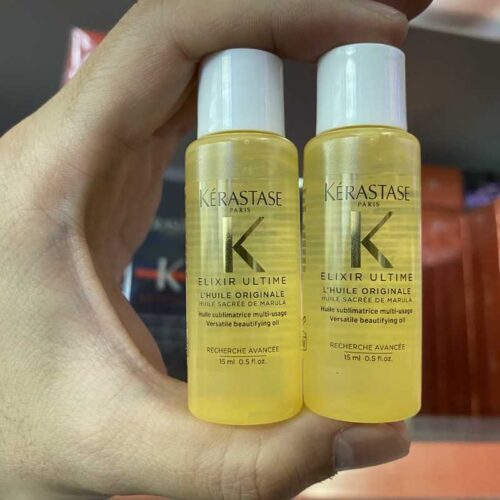 KÉRASTASE
PARIS
K
ELIXIR ULTIME
L'HUILE ORIGINALE
HUILE SACRÉE DE MARULA
Huile sublimatrice multi-usage
Versatile beautifying oil
RECHERCHE AVANCÉE
15 ml 0.5 fl.oz.
KÉRASTASE
PARIS
K
ELIXIR ULTIME
L'HUILE ORIGINALE
HUILE SACRÉE DE MARULA
Huile sublimatrice multi-usage
Versatile beautifying oil
RECHERCHE AVANCÉE
15 ml 0.5 fl.oz.